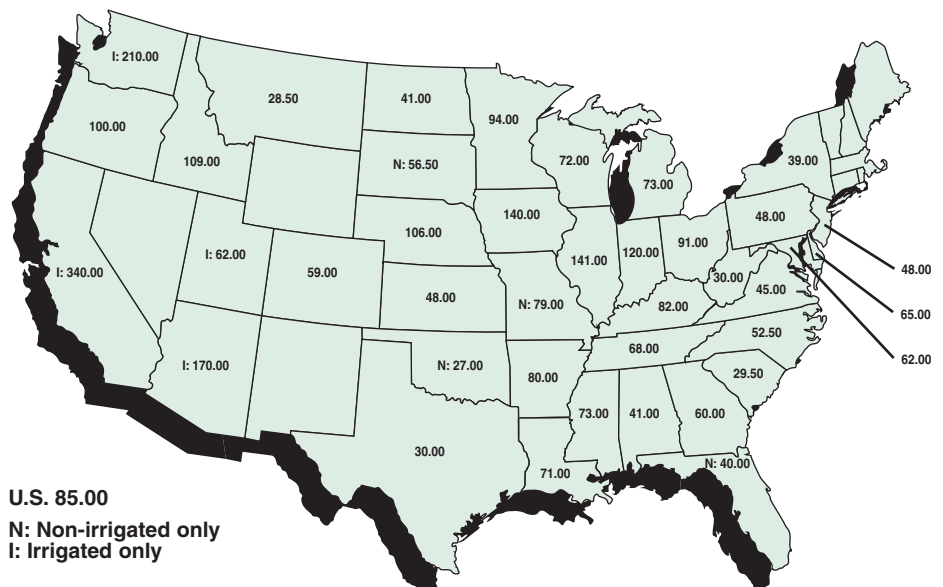 I: 210.00
28.50
41.00
94.00
100.00
109.00
N: 56.50
72.00
73.00
39.00
140.00
48.00
106.00
I: 62.00
59.00
I: 340.00
141.00
120.00
91.00
30.00
45.00
48.00
48.00
65.00
62.00
N: 79.00
82.00
52.50
68.00
29.50
I: 170.00
N: 27.00
80.00
73.00
41.00
60.00
30.00
71.00
N: 40.00
U.S. 85.00
N: Non-irrigated only
I: Irrigated only